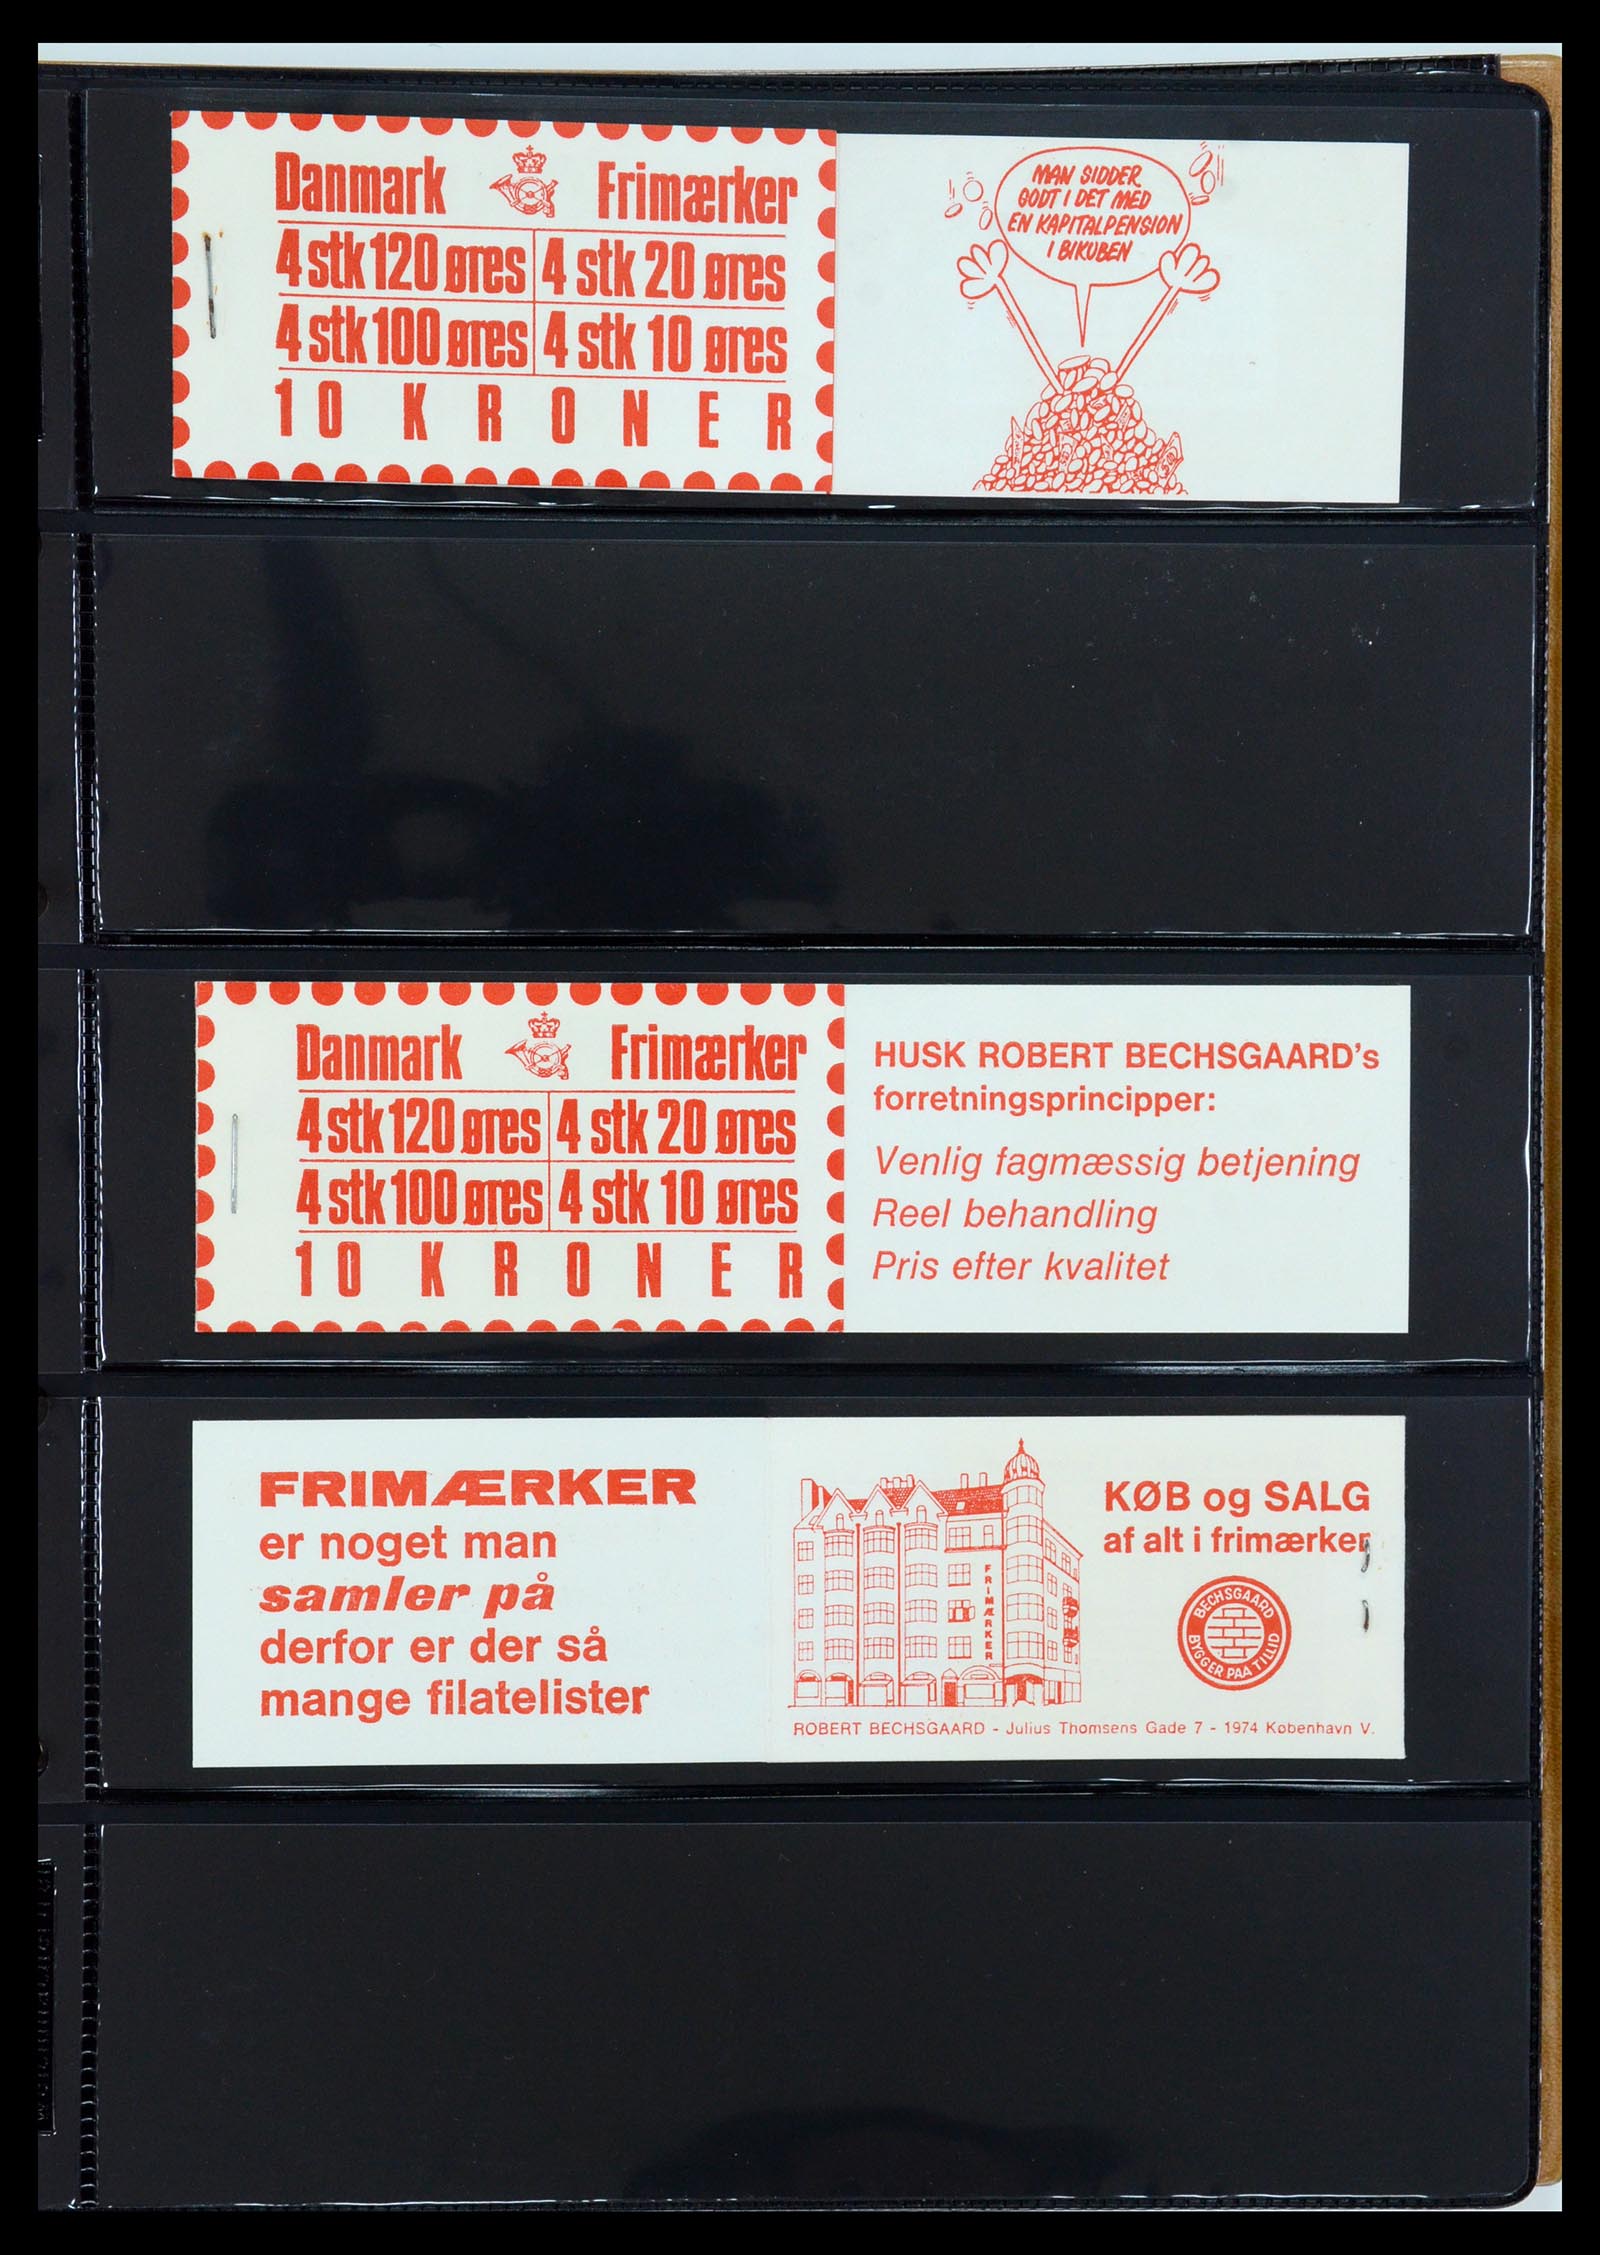 Danmark Frimærker
4 stk 120 øres 4 stk 20 øres
4 stk 100 øres 4 stk 10 øres
10 KRONER
MAN SIDDER
GODT I DET MED
EN KAPITALPENSION
I BIKUBEN
Danmark Frimærker
4 stk 120 øres 4 stk 20 øres
4 stk 100 øres 4 stk 10 øres
10 KRONER
HUSK ROBERT BECHSGAARD's
forretningsprincipper:
Venlig fagmæssig betjening
Reel behandling
Pris efter kvalitet
FRIMÆRKER
er noget man
samler på
derfor er der så
mange filatelister
FRIMÆRKER
KØB og SALG
af alt i frimærker
BECHSGAARD
BYGGER PAA TILLID
ROBERT BECHSGAARD - Julius Thomsens Gade 7 - 1974 København V.